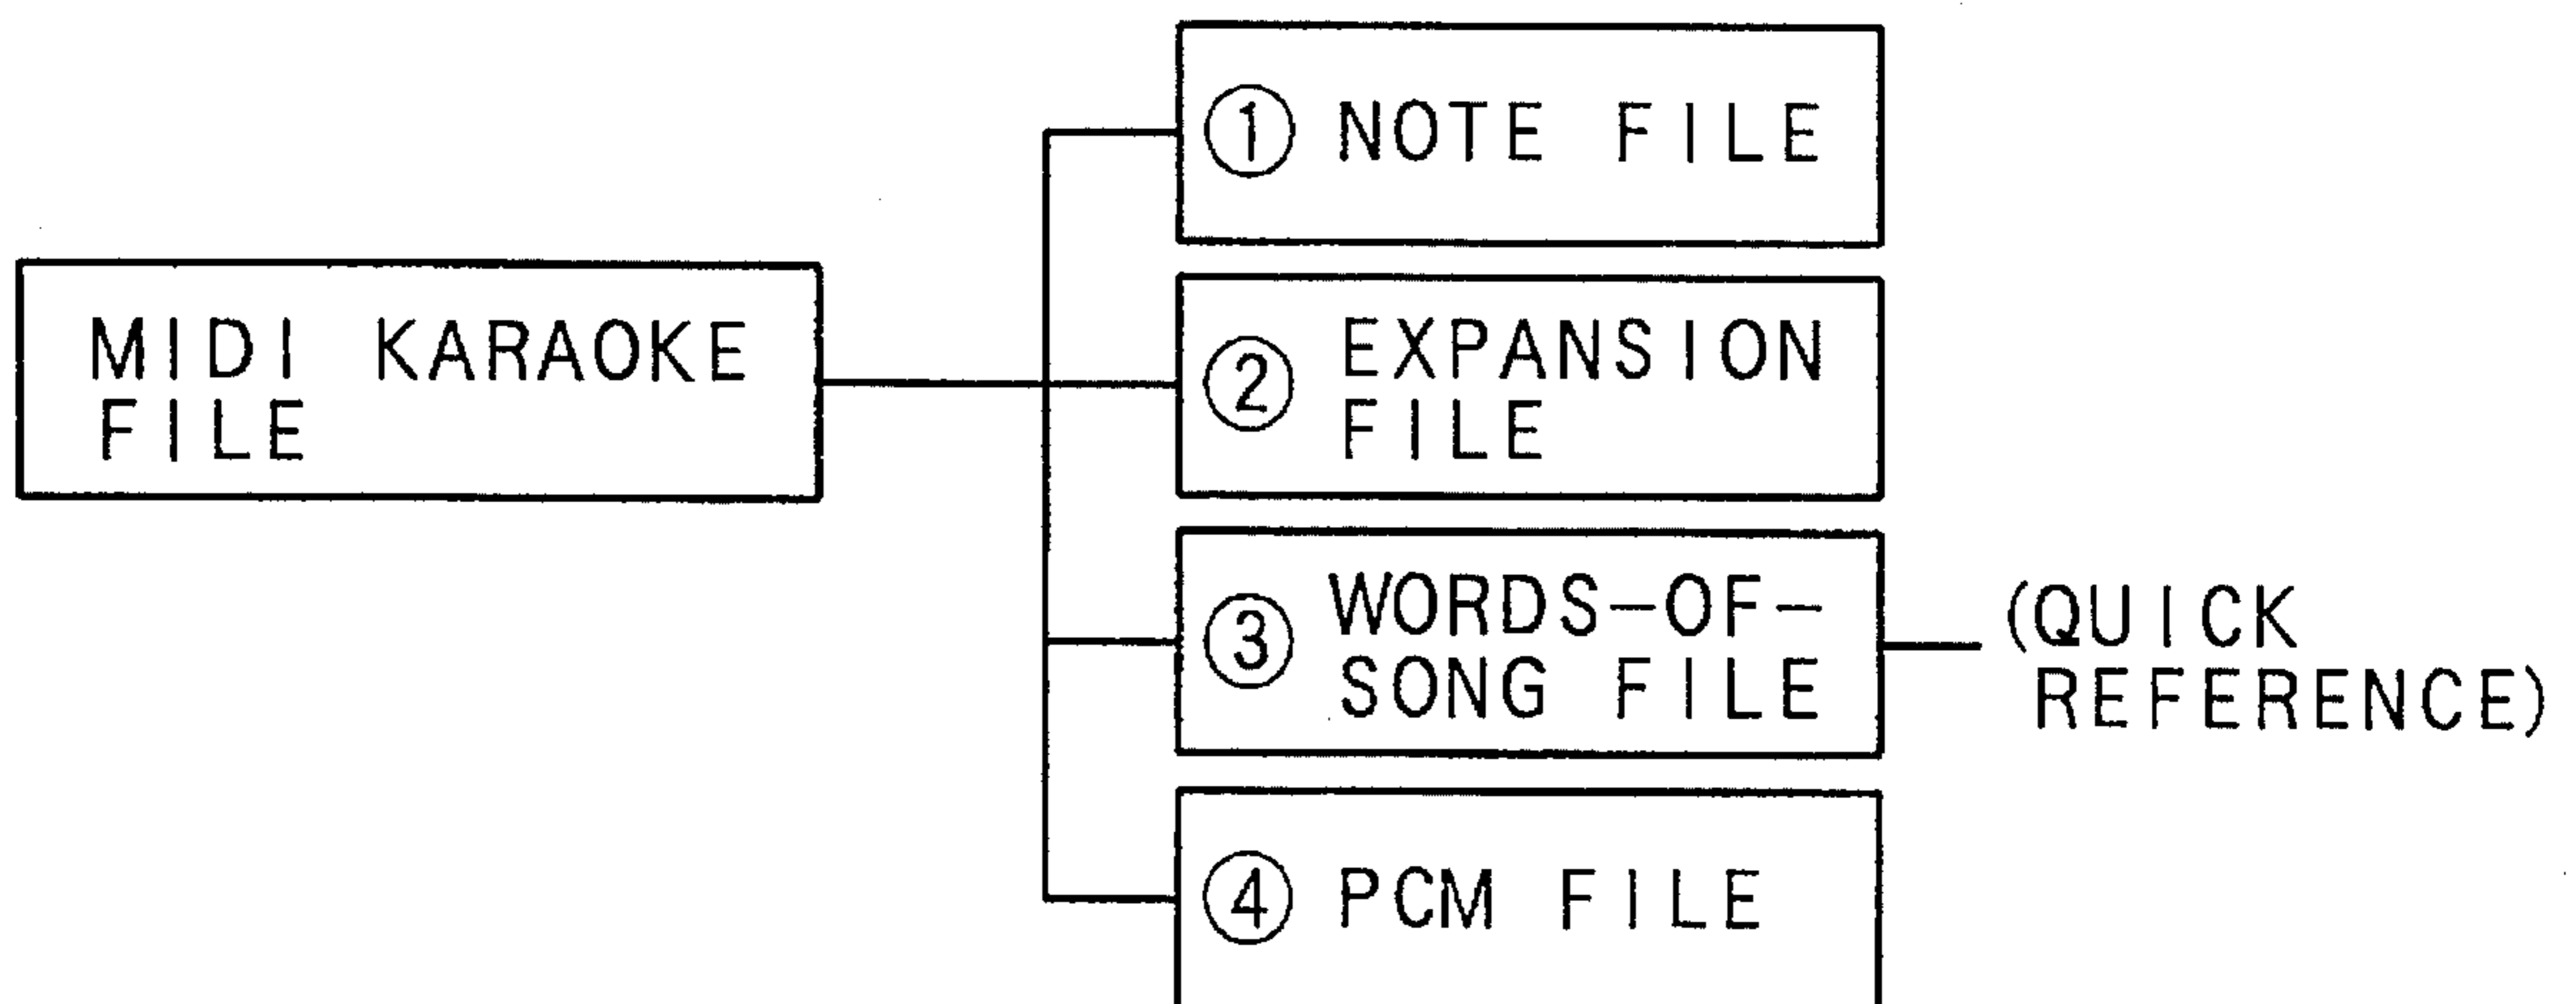 MIDI KARAOKE
FILE
① NOTE FILE
② EXPANSION
FILE
③ WORDS-OF-
SONG FILE
(QUICK
REFERENCE)
④ PCM FILE